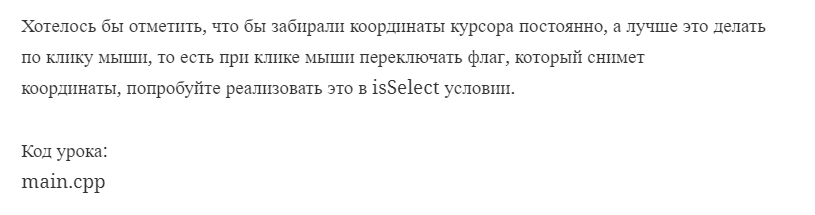 Хотелось бы отметить, что бы забирали координаты курсора постоянно, а лучше это делать
по клику мыши, то есть при клике мыши переключать флаг, который снимет
координаты, попробуйте реализовать это в isSelect условии.
Код урока:
main.cpp